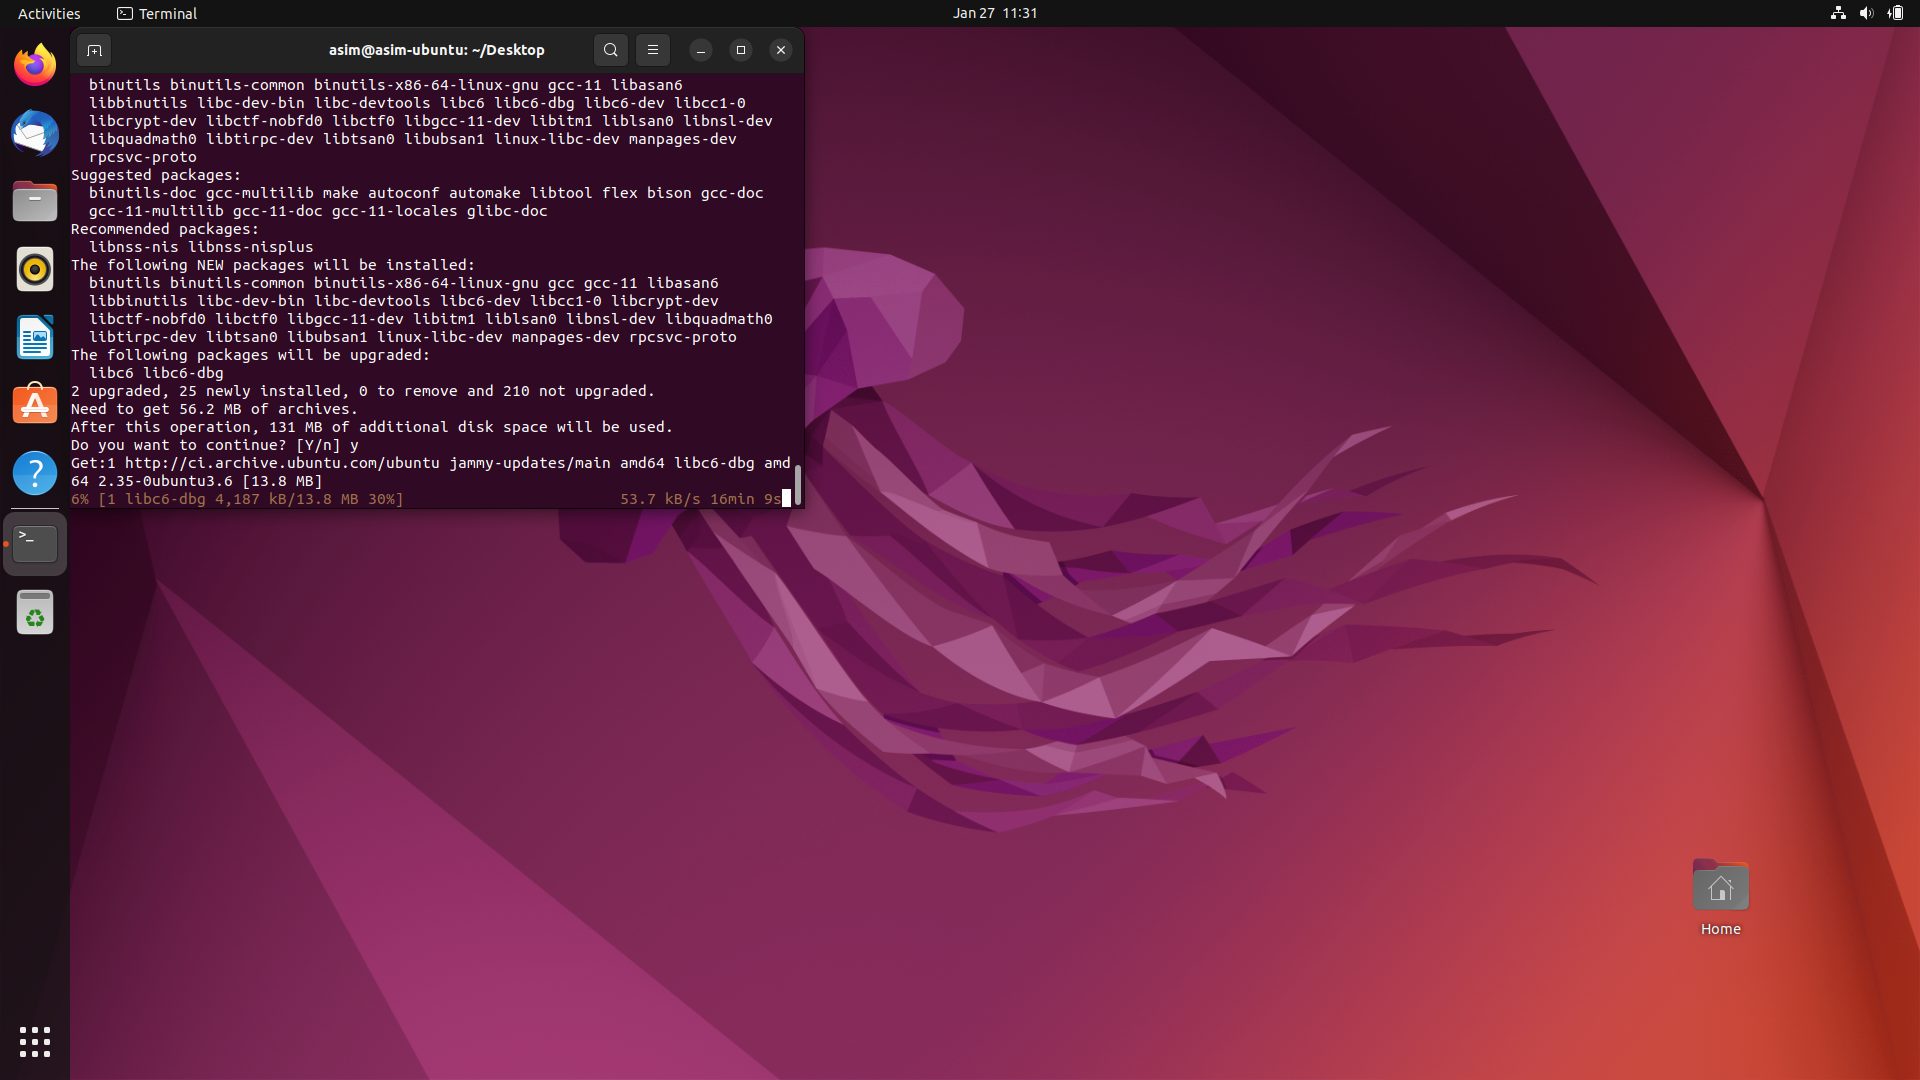 Activities
Terminal
Jan 27 11:31
asim@asim-ubuntu: ~/Desktop
binutils binutils-common binutils-x86-64-linux-gnu gcc-11 libasan6
libbinutils libc-dev-bin libc-devtools libc6 libc6-dbg libc6-dev libcc1-0
libcrypt-dev libctf-nobfd0 libctf0 libgcc-11-dev libitm1 liblsan0 libnsl-dev
libquadmath0 libtirpc-dev libtsan0 libubsan1 linux-libc-dev manpages-dev
rpcsvc-proto
Suggested packages:
binutils-doc gcc-multilib make autoconf automake libtool flex bison gcc-doc
gcc-11-multilib gcc-11-doc gcc-11-locales glibc-doc
Recommended packages:
libnss-nis libnss-nisplus
The following NEW packages will be installed:
binutils binutils-common binutils-x86-64-linux-gnu gcc gcc-11 libasan6
libbinutils libc-dev-bin libc-devtools libc6-dev libcc1-0 libcrypt-dev
libctf-nobfd0 libctf0 libgcc-11-dev libitm1 liblsan0 libnsl-dev libquadmath0
libtirpc-dev libtsan0 libubsan1 linux-libc-dev manpages-dev rpcsvc-proto
The following packages will be upgraded:
libc6 libc6-dbg
2 upgraded, 25 newly installed, 0 to remove and 210 not upgraded.
Need to get 56.2 MB of archives.
After this operation, 131 MB of additional disk space will be used.
Do you want to continue? [Y/n] y
Get:1 http://ci.archive.ubuntu.com/ubuntu jammy-updates/main amd64 libc6-dbg amd
64 2.35-0ubuntu3.6 [13.8 MB]
6% [1 libc6-dbg 4,187 kB/13.8 MB 30%] 53.7 kB/s 16min 9s
Home